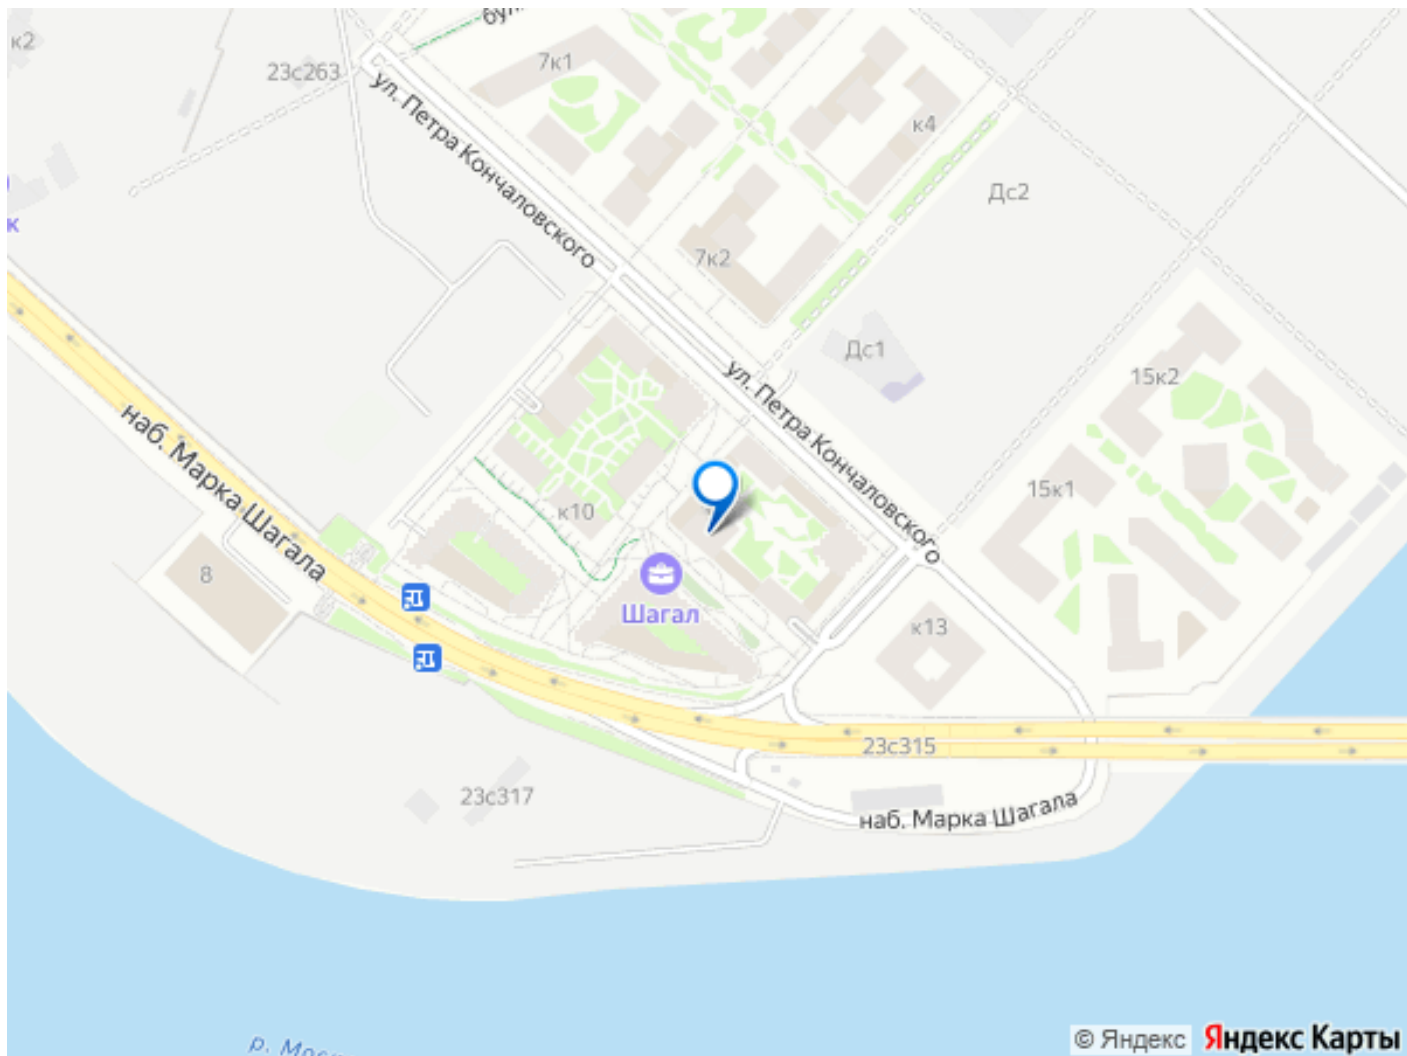 к2
23с263
7к1
ул. Петра Кончаловского
к4
Дс2
к
7к2
Дс1
ул. Петра Кончаловского
15к2
наб. Марка Шагала
15к1
к10
8
Шагал
к13
23с315
23с317
наб. Марка Шагала
© Яндекс Яндекс Карты